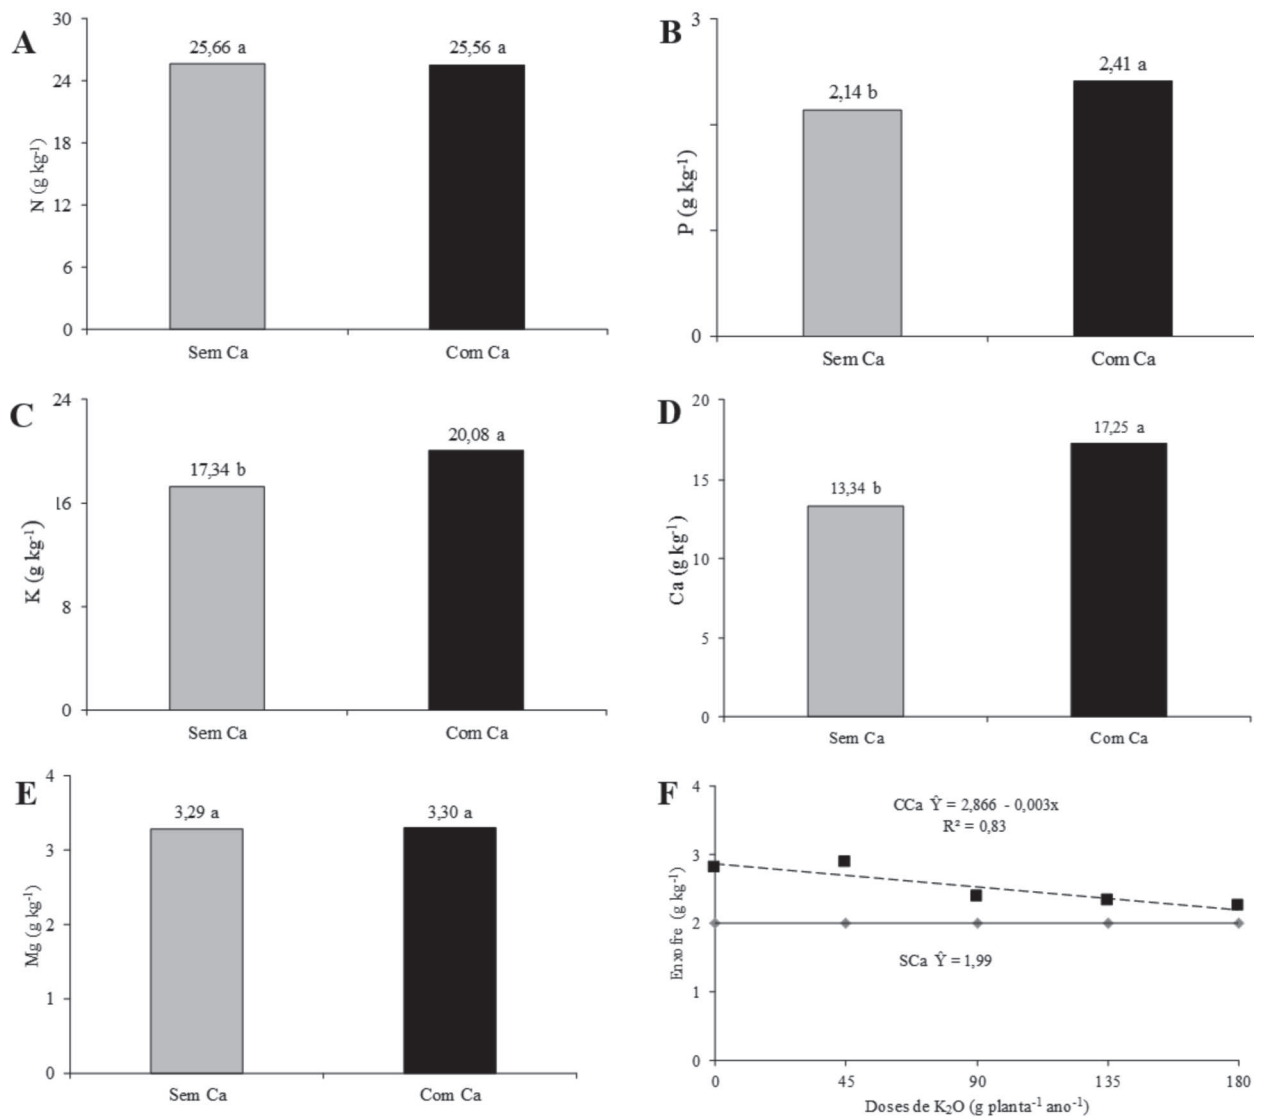 A
30
24
18
12
6
0
N (g kg-1)
25,66 a
25,56 a
Sem Ca
Com Ca
B
3
0
P (g kg-1)
2,14 b
2,41 a
Sem Ca
Com Ca
C
24
16
8
0
K (g kg-1)
17,34 b
20,08 a
Sem Ca
Com Ca
D
20
15
10
5
0
Ca (g kg-1)
13,34 b
17,25 a
Sem Ca
Com Ca
E
4
3
2
1
0
Mg (g kg-1)
3,29 a
3,30 a
Sem Ca
Com Ca
F
4
3
2
1
0
Enxofre (g kg-1)
CCa Ŷ = 2,866 - 0,003x
R² = 0,83
SCa Ŷ = 1,99
0 45 90 135 180
Doses de K2O (g planta-1 ano-1)